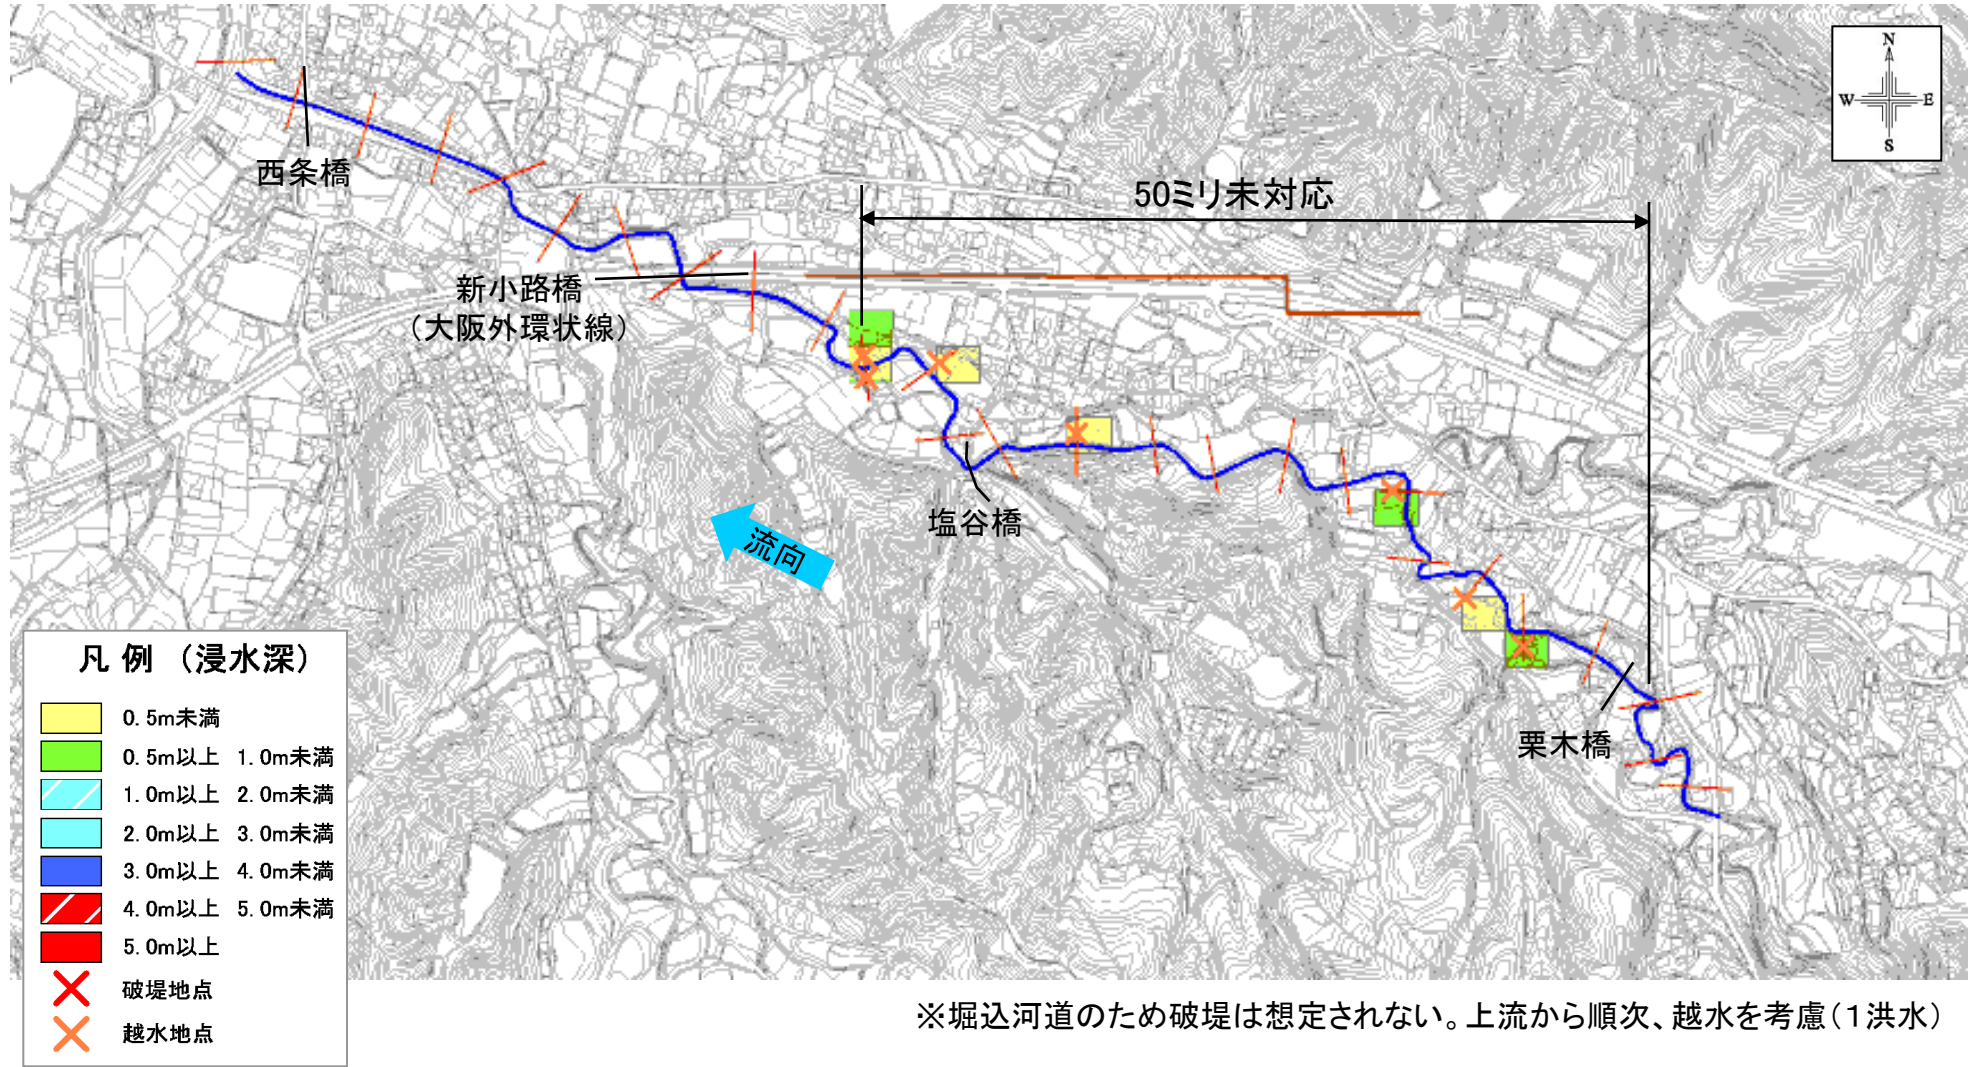 N
W E
S
西条橋
50ミリ未対応
新小路橋
（大阪外環状線）
塩谷橋
流向
栗木橋
凡 例 （浸水深）
0.5m未満
0.5m以上 1.0m未満
1.0m以上 2.0m未満
2.0m以上 3.0m未満
3.0m以上 4.0m未満
4.0m以上 5.0m未満
5.0m以上
破堤地点
越水地点
※堀込河道のため破堤は想定されない。上流から順次、越水を考慮（１洪水）